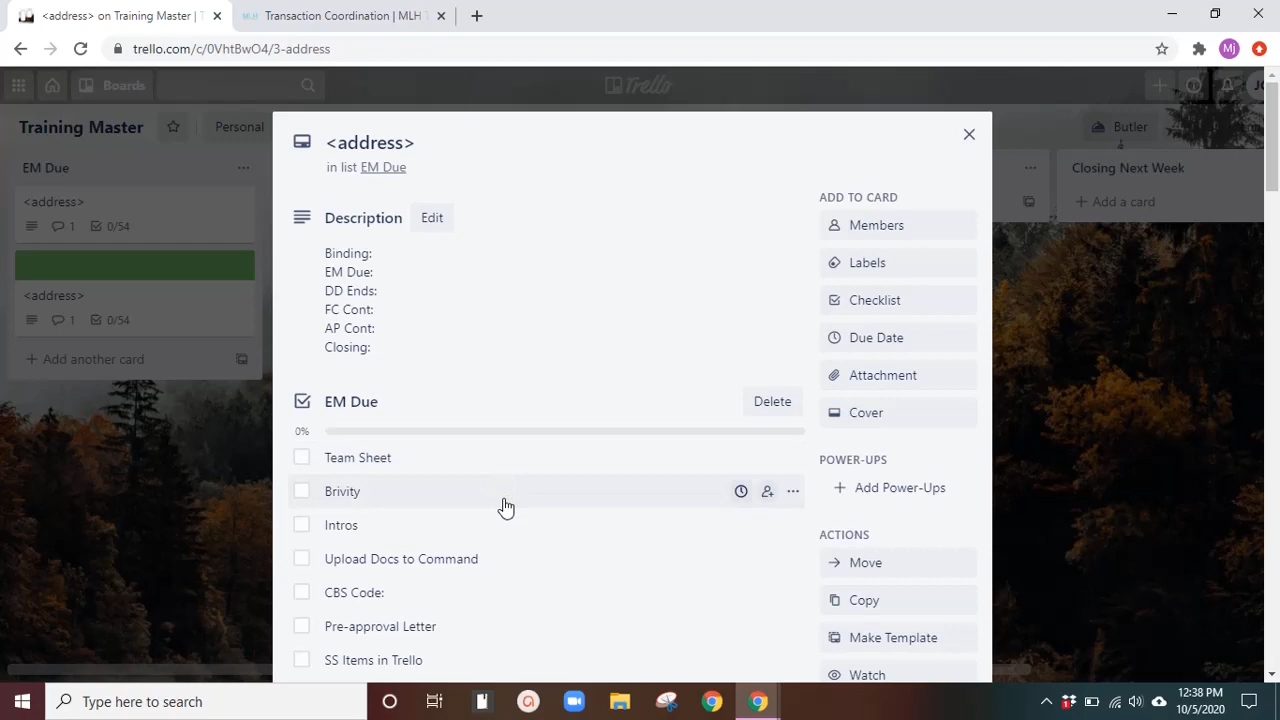 <address> on Training Master | T
Transaction Coordination | MLH T
trello.com/c/0VhtBwO4/3-address
Mj
Boards
Trello
Training Master
Personal
Butler
EM Due
<address>
1
0/54
<address>
1
0/54
Add another card
Closing Next Week
Add a card
<address>
in list EM Due
Description
Edit
Binding:
EM Due:
DD Ends:
FC Cont:
AP Cont:
Closing:
EM Due
Delete
0%
Team Sheet
Brivity
Intros
Upload Docs to Command
CBS Code:
Pre-approval Letter
SS Items in Trello
ADD TO CARD
Members
Labels
Checklist
Due Date
Attachment
Cover
POWER-UPS
Add Power-Ups
ACTIONS
Move
Copy
Make Template
Watch
Type here to search
12:38 PM
10/5/2020